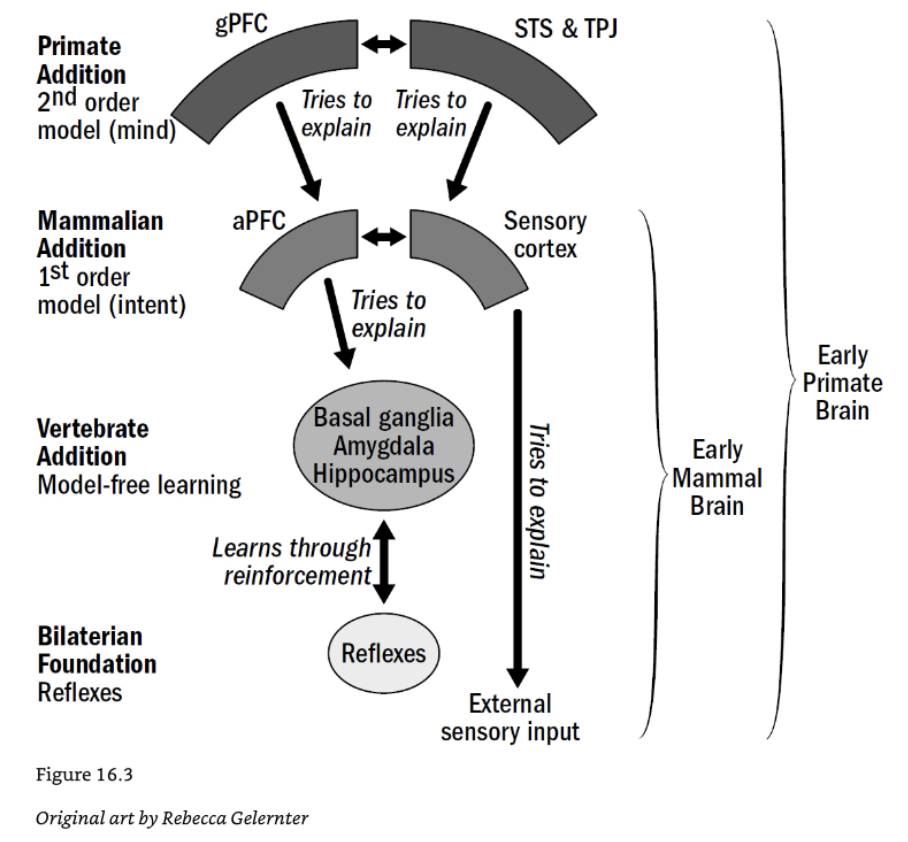 gPFC
STS & TPJ
Primate
Addition
2nd order
model (mind)
Tries to
explain
Tries to
explain
Mammalian
Addition
1st order
model (intent)
aPFC
Sensory
cortex
Tries to
explain
Early
Primate
Brain
Vertebrate
Addition
Model-free learning
Basal ganglia
Amygdala
Hippocampus
Tries to explain
Early
Mammal
Brain
Learns through
reinforcement
Bilaterian
Foundation
Reflexes
Reflexes
External
sensory input
Figure 16.3
Original art by Rebecca Gelernter